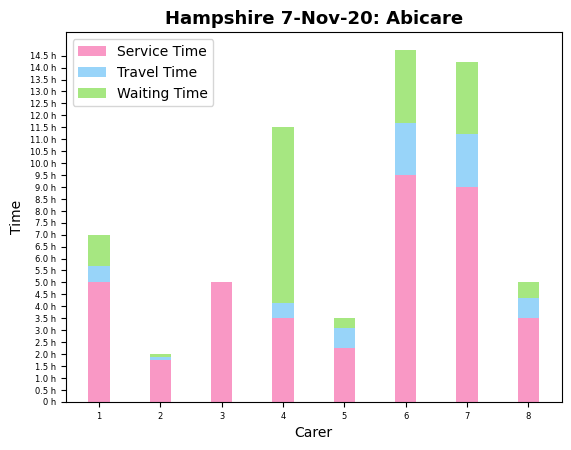 Hampshire 7-Nov-20: Abicare
Service Time
Travel Time
Waiting Time
14.5 h
14.0 h
13.5 h
13.0 h
12.5 h
12.0 h
11.5 h
11.0 h
10.5 h
10.0 h
9.5 h
9.0 h
8.5 h
8.0 h
7.5 h
7.0 h
6.5 h
6.0 h
5.5 h
5.0 h
4.5 h
4.0 h
3.5 h
3.0 h
2.5 h
2.0 h
1.5 h
1.0 h
0.5 h
0 h
Time
1 2 3 4 5 6 7 8
Carer